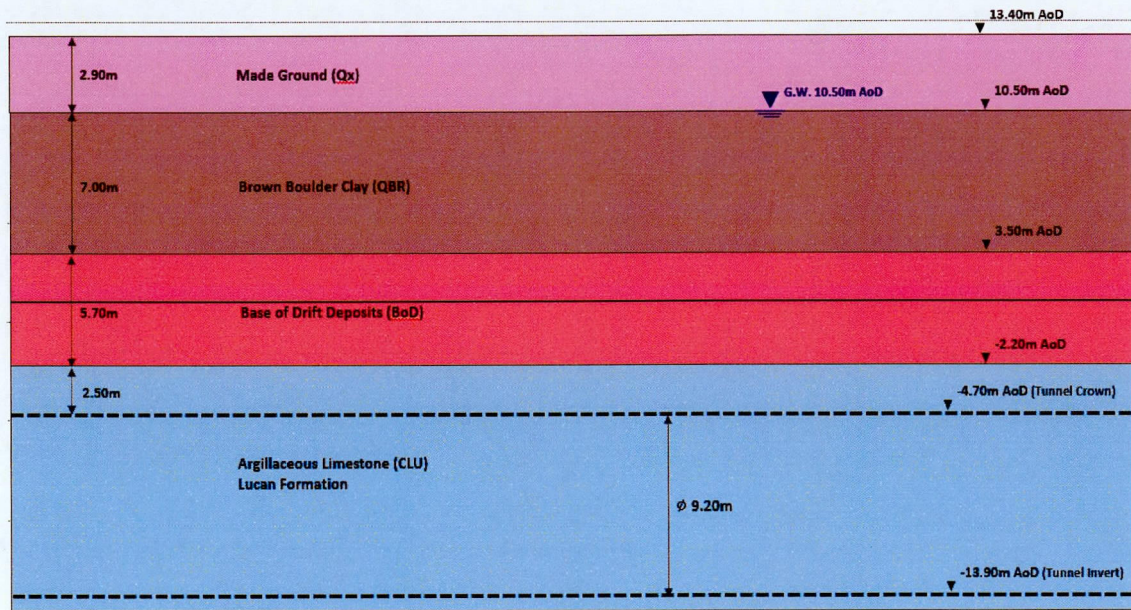 13.40m AoD
2.90m
Made Ground (Qx)
G.W. 10.50m AoD
10.50m AoD
7.00m
Brown Boulder Clay (QBR)
3.50m AoD
5.70m
Base of Drift Deposits (BoD)
-2.20m AoD
2.50m
-4.70m AoD (Tunnel Crown)
Argillaceous Limestone (CLU)
Lucan Formation
Ø 9.20m
-13.90m AoD (Tunnel Invert)